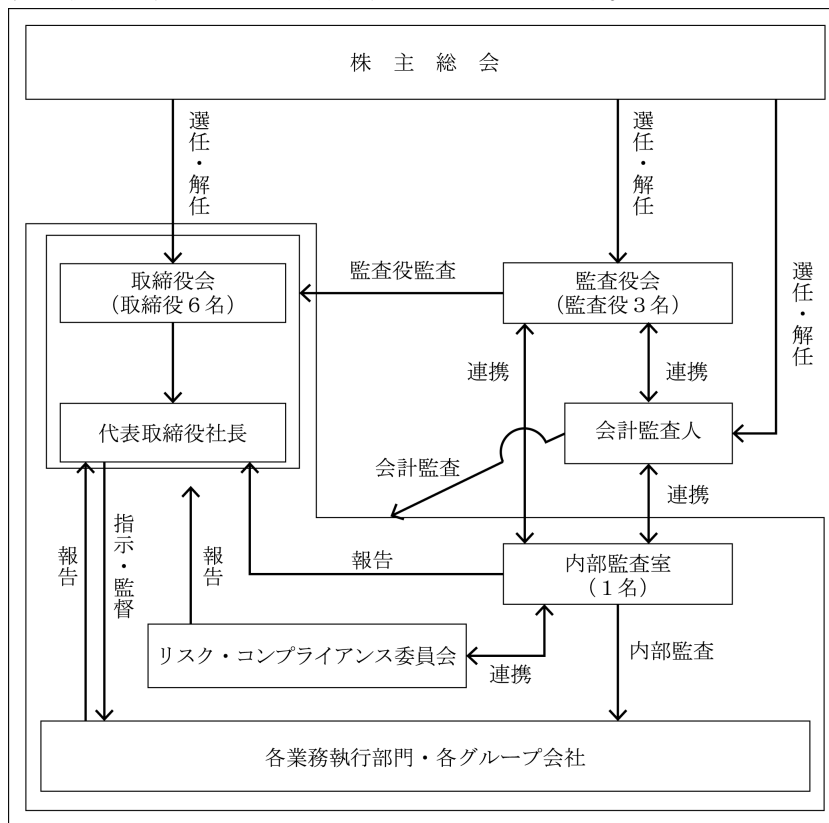 株主総会
選任・解任
選任・解任
選任・解任
取締役会
（取締役６名）
監査役監査
監査役会
（監査役３名）
連携
連携
代表取締役社長
会計監査人
会計監査
連携
報告
指示・監督
報告
報告
内部監査室
（１名）
リスク・コンプライアンス委員会
連携
内部監査
各業務執行部門・各グループ会社